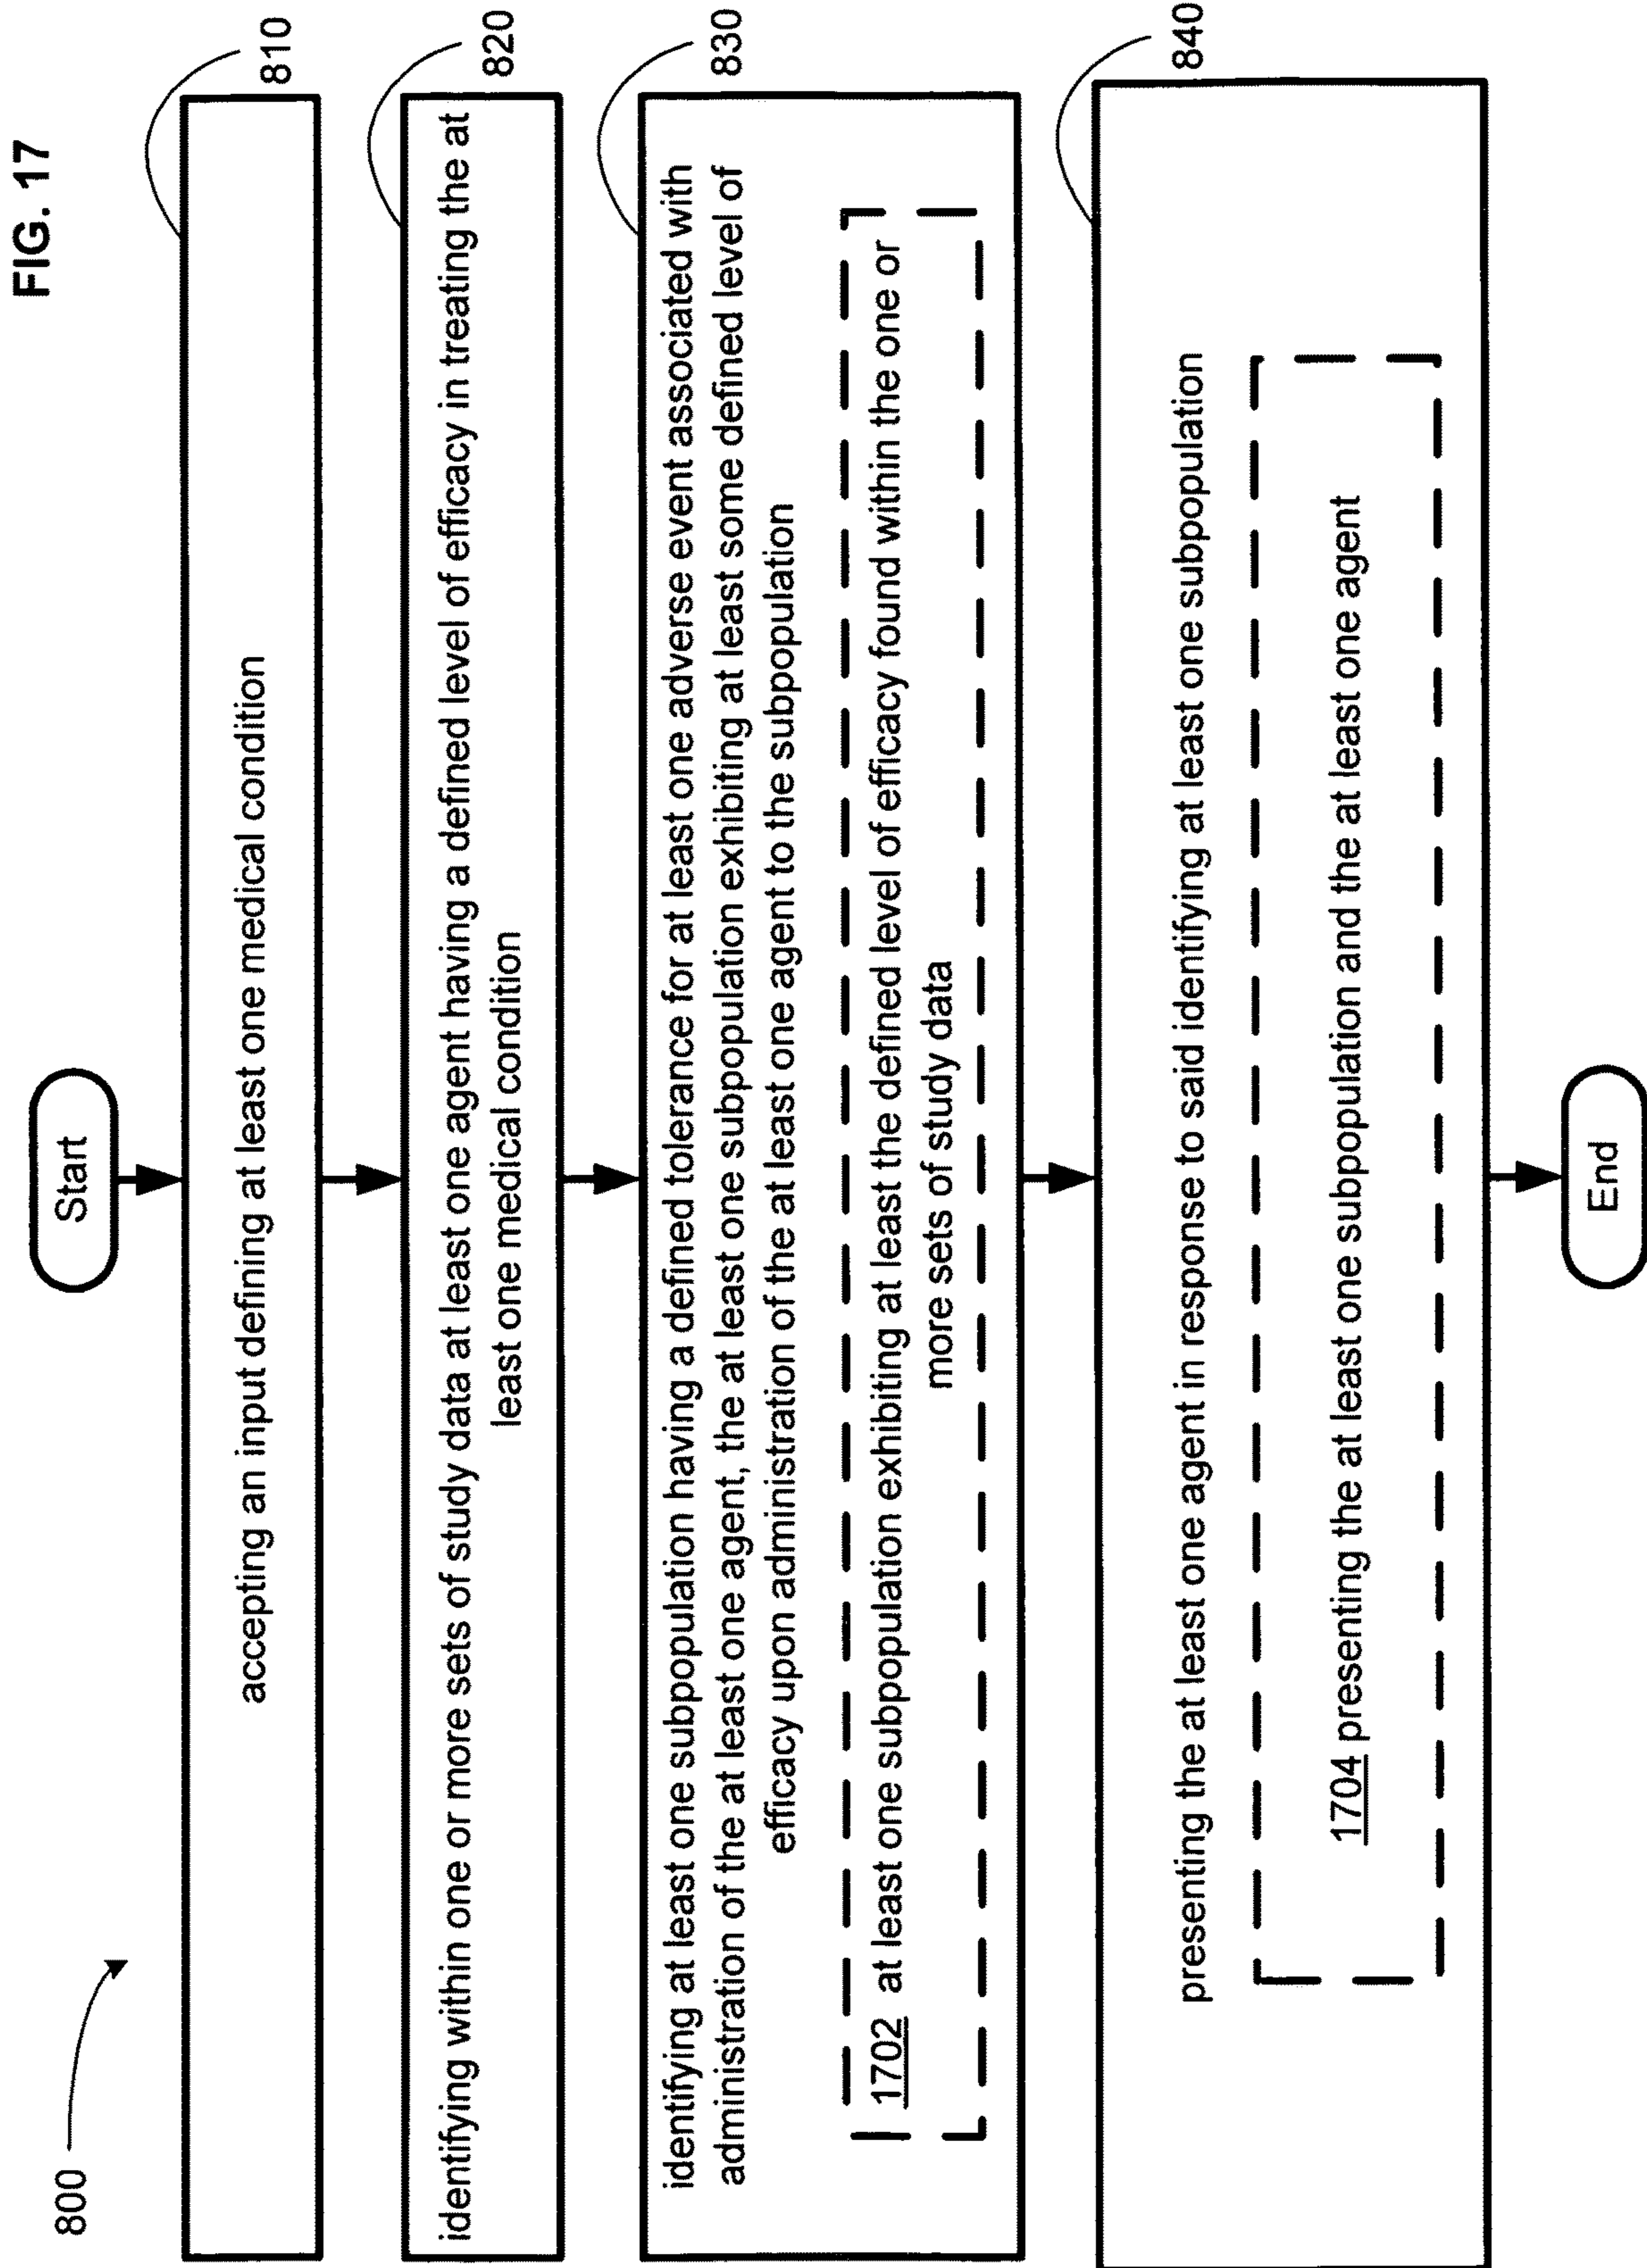 FIG. 17
800
Start
810
accepting an input defining at least one medical condition
820
identifying within one or more sets of study data at least one agent having a defined level of efficacy in treating the at
least one medical condition
830
identifying at least one subpopulation having a defined tolerance for at least one adverse event associated with
administration of the at least one agent, the at least one subpopulation exhibiting at least some defined level of
efficacy upon administration of the at least one agent to the subpopulation
1702 at least one subpopulation exhibiting at least the defined level of efficacy found within the one or
more sets of study data
840
presenting the at least one agent in response to said identifying at least one subpopulation
1704 presenting the at least one subpopulation and the at least one agent
End